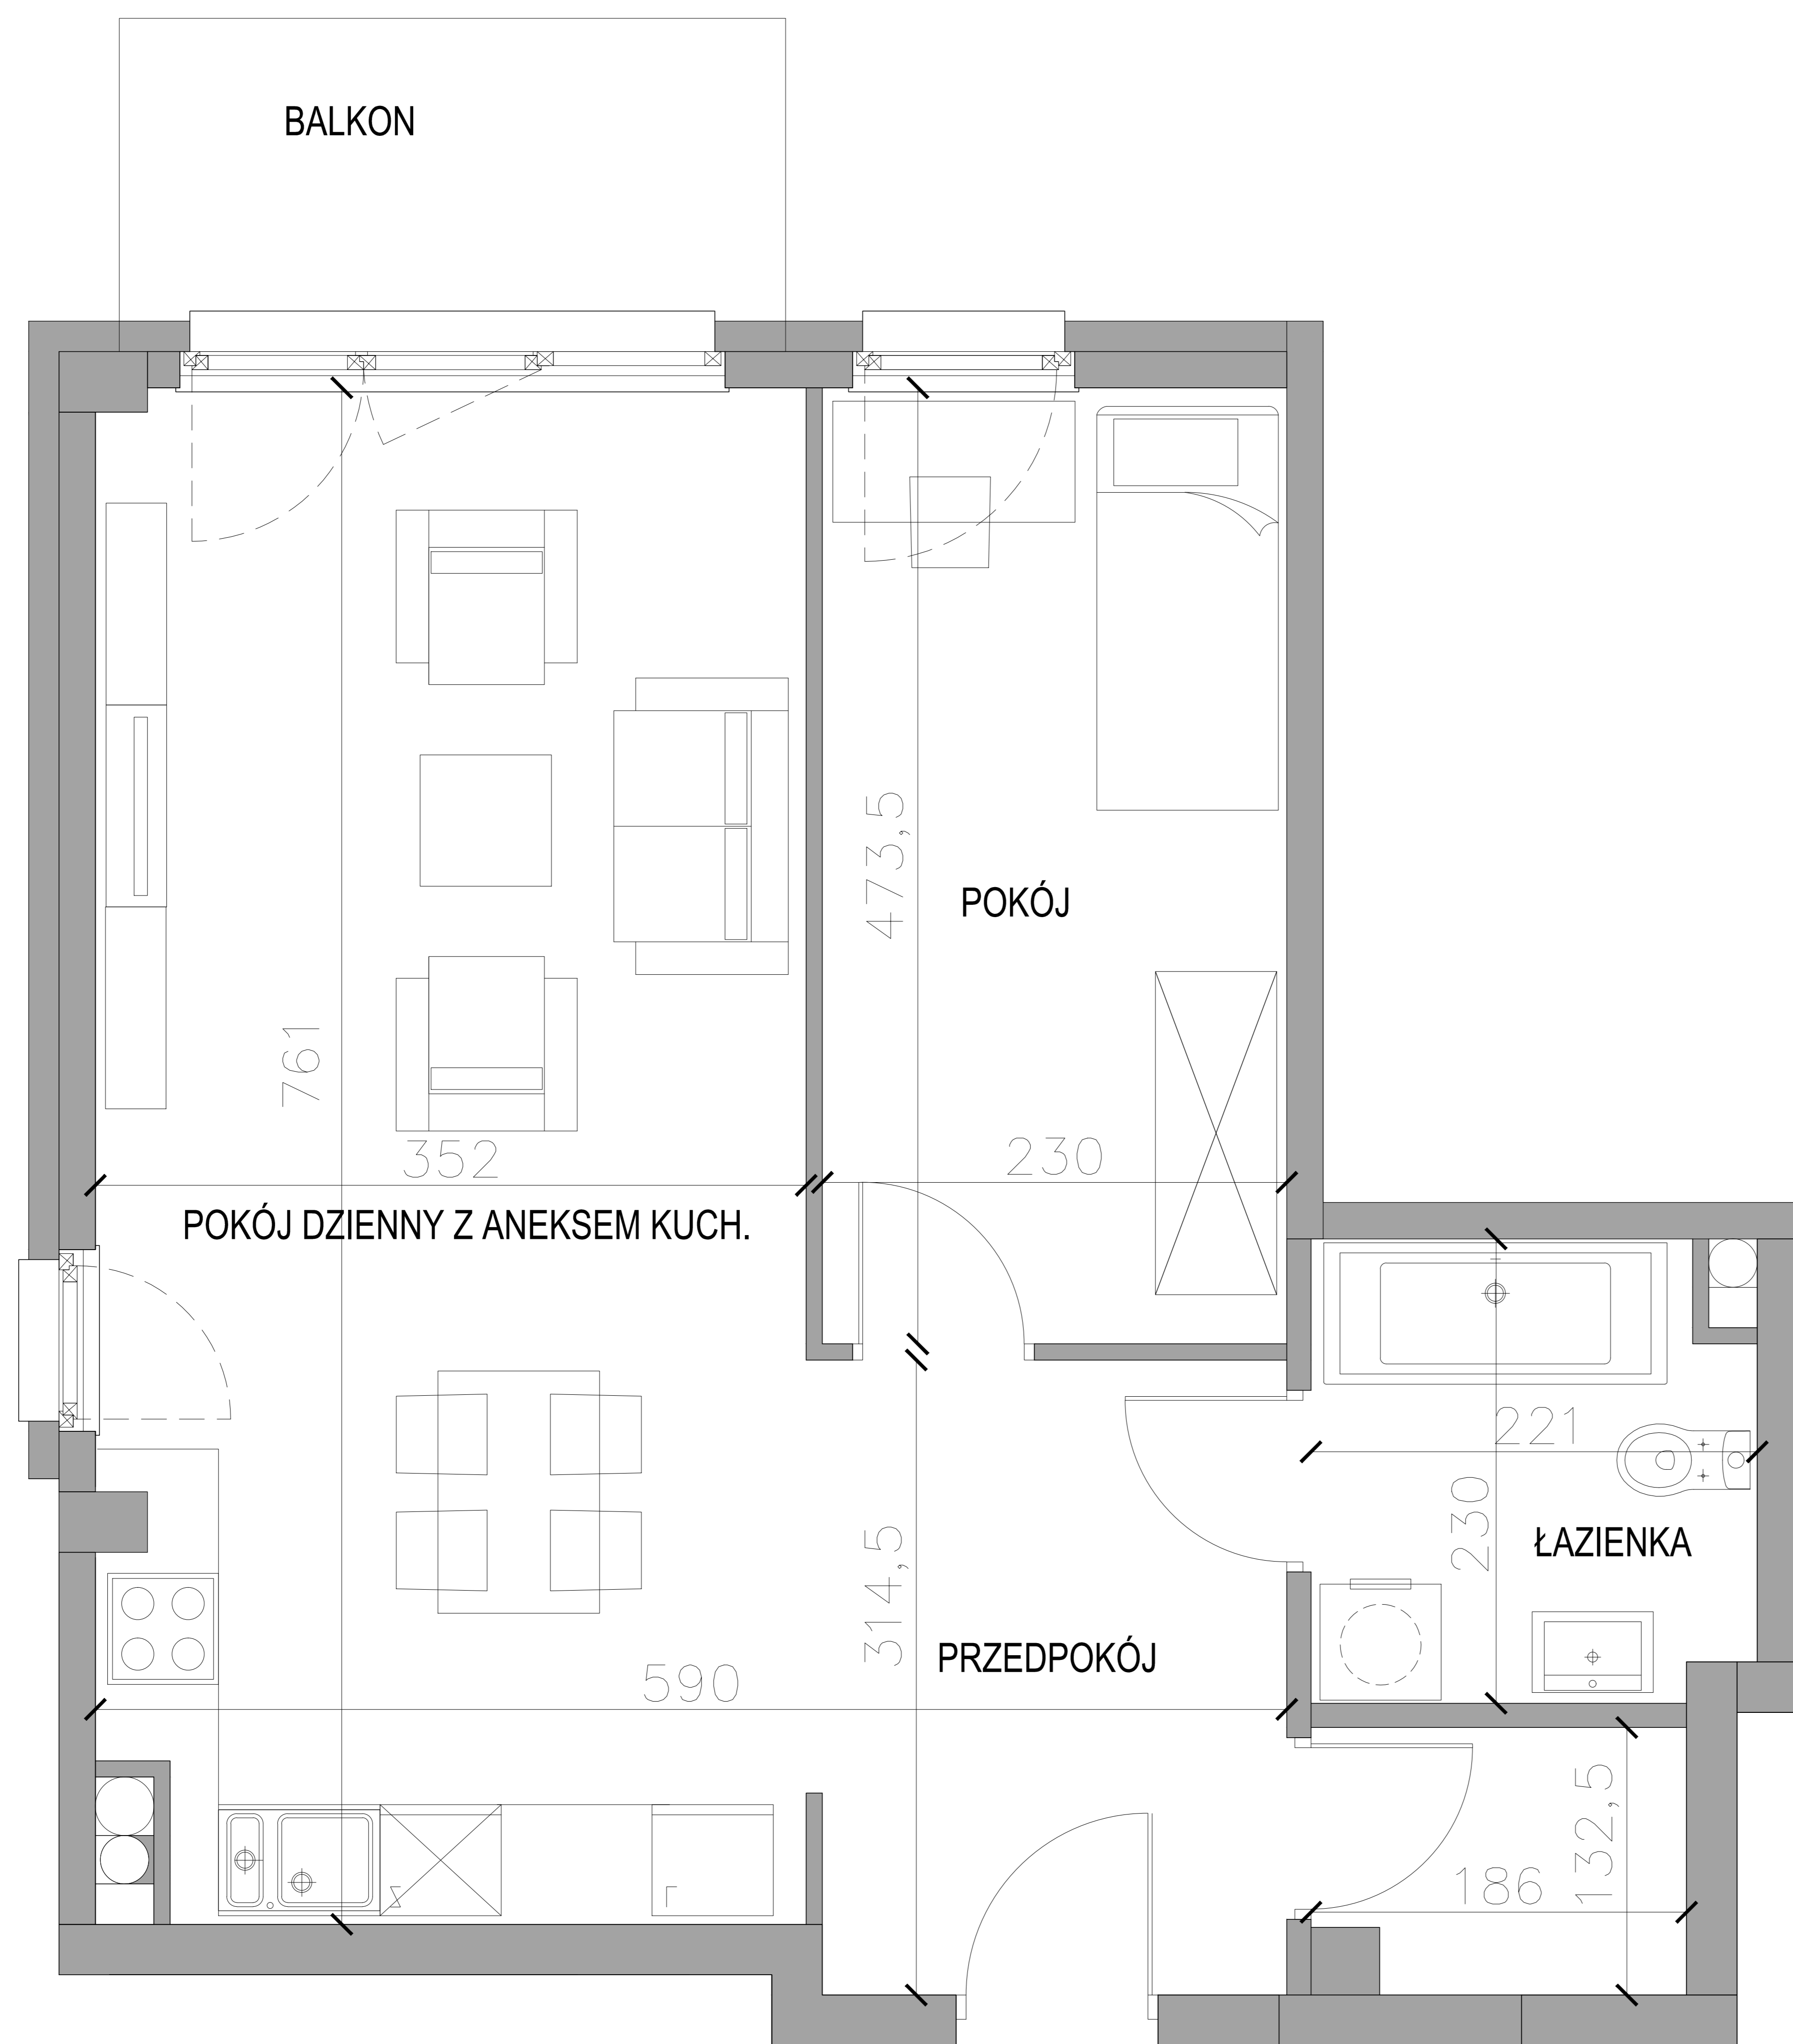 BALKON
473,5
POKÓJ
761
352
230
POKÓJ DZIENNY Z ANEKSEM KUCH.
221
230
314,5
ŁAZIENKA
PRZEDPOKÓJ
590
132,5
186
Z